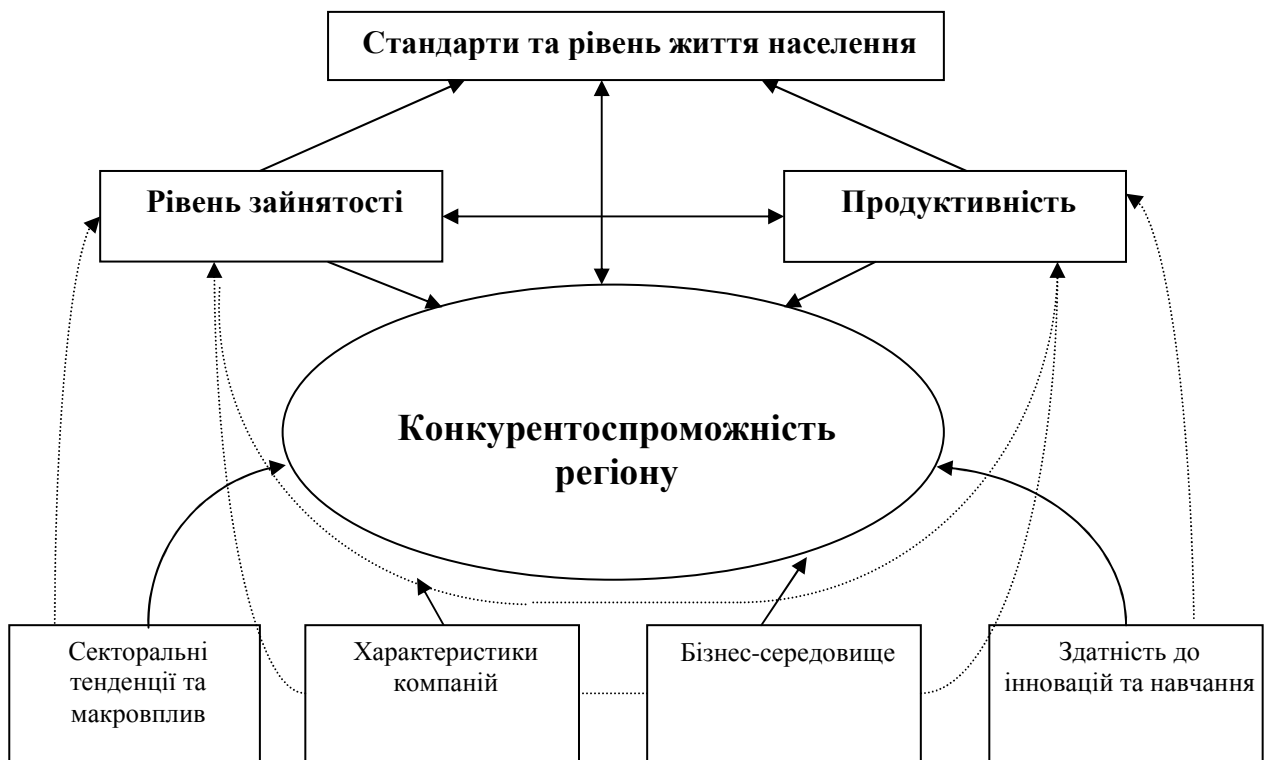 Стандарти та рівень життя населення
Рівень зайнятості
Продуктивність
Конкурентоспроможність
регіону
Секторальні
тенденції та
макровплив
Характеристики
компаній
Бізнес-середовище
Здатність до
інновацій та навчання